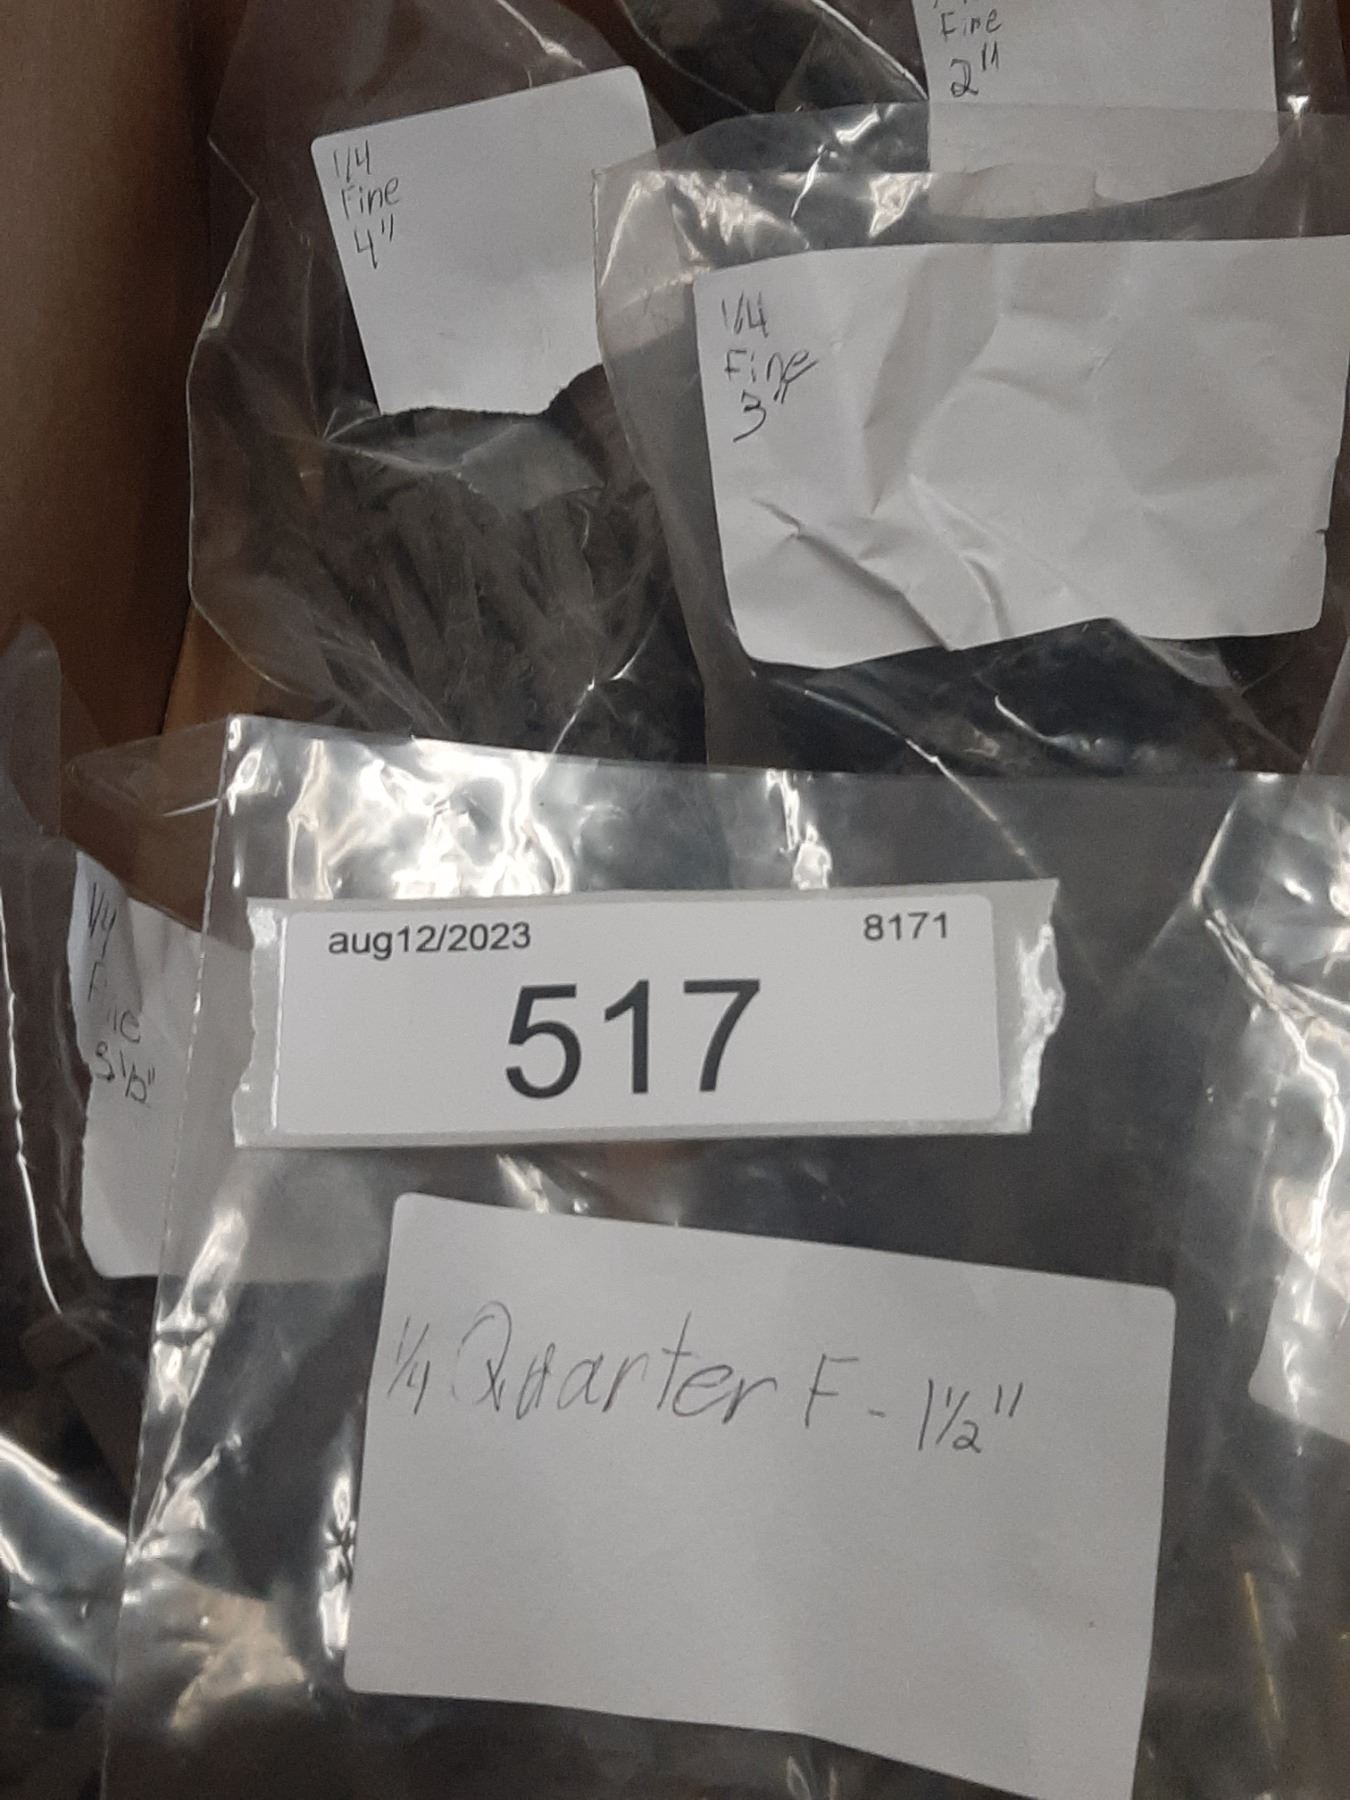 Fine
2"
1/4
Fine
4"
1/4
Fine
3"
1/4
Fine
3 1/2"
aug12/2023
8171
517
1/4 Quarter F - 1 1/2"